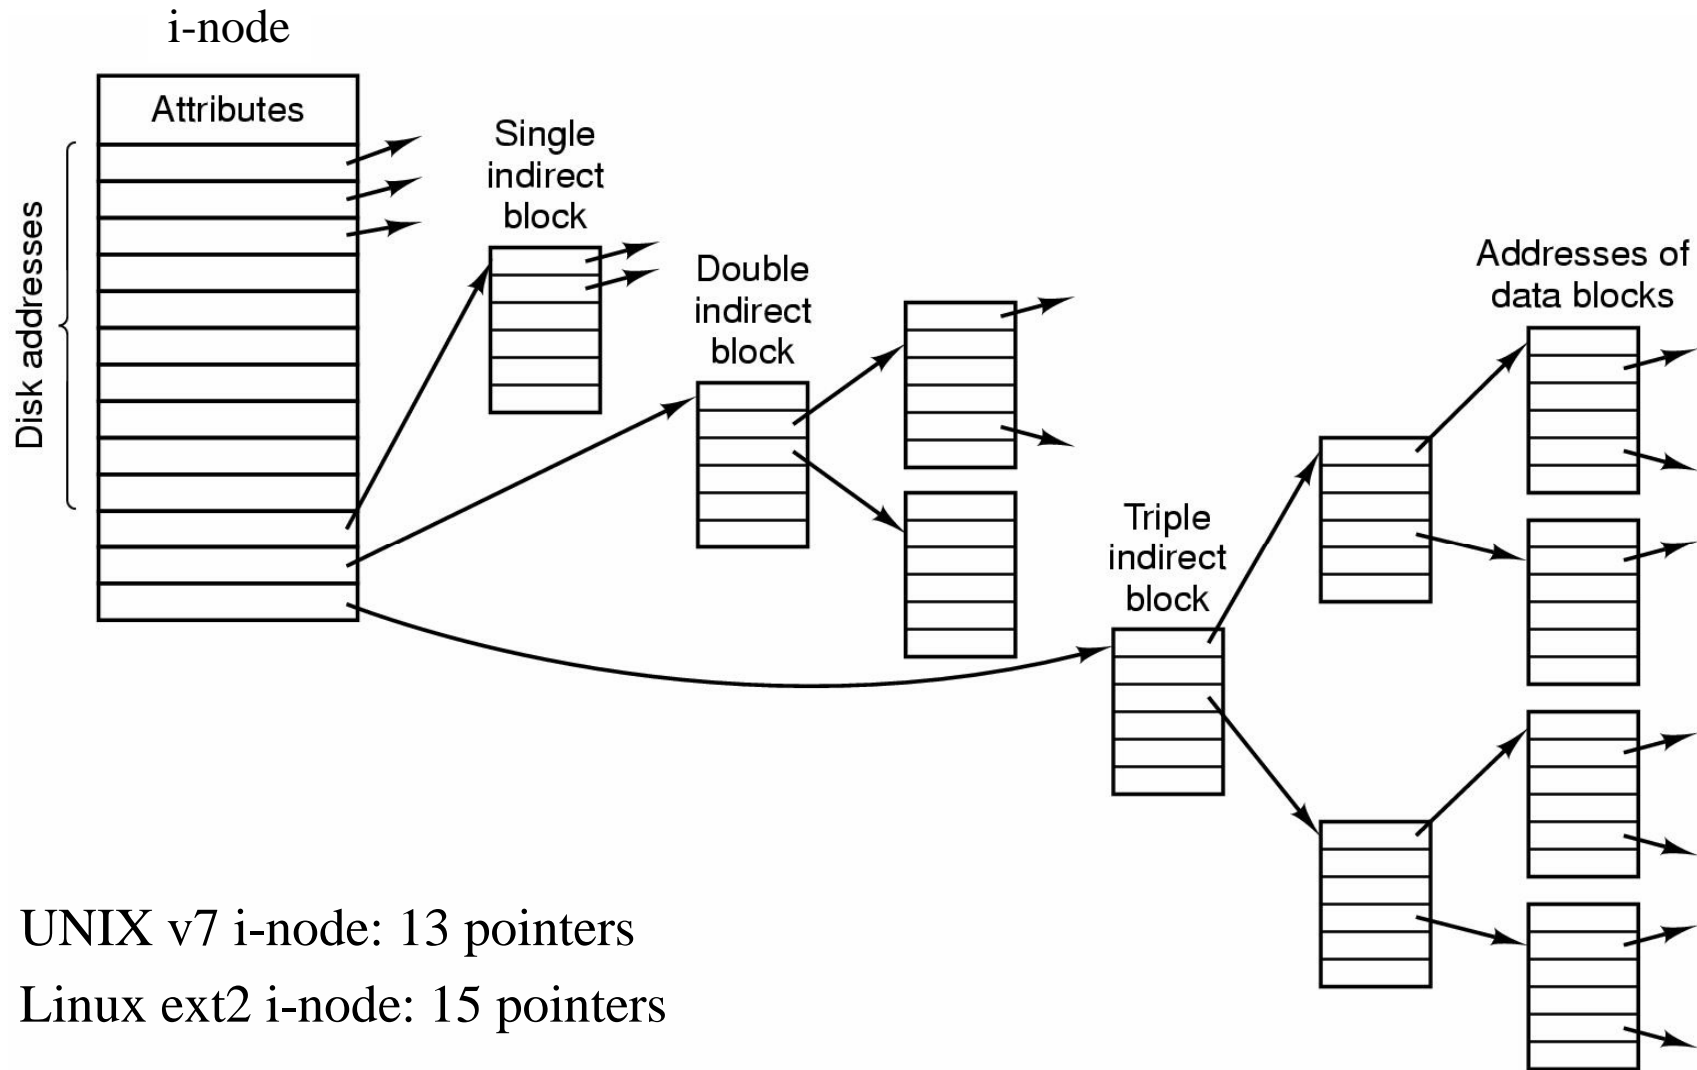 i-node
Attributes
Disk addresses
Single
indirect
block
Double
indirect
block
Triple
indirect
block
Addresses of
data blocks
UNIX v7 i-node: 13 pointers
Linux ext2 i-node: 15 pointers